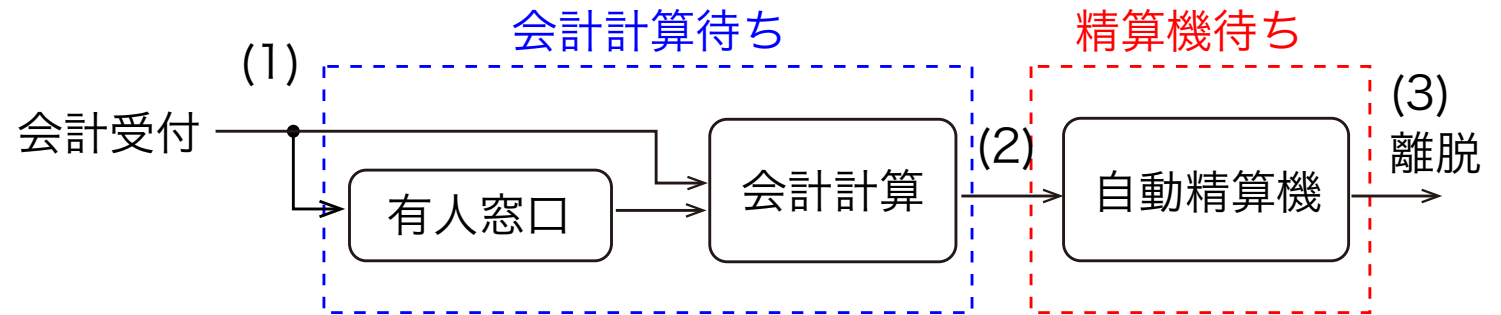 会計計算待ち
精算機待ち
(1)
(3)
会計受付
(2)
離脱
有人窓口
会計計算
自動精算機